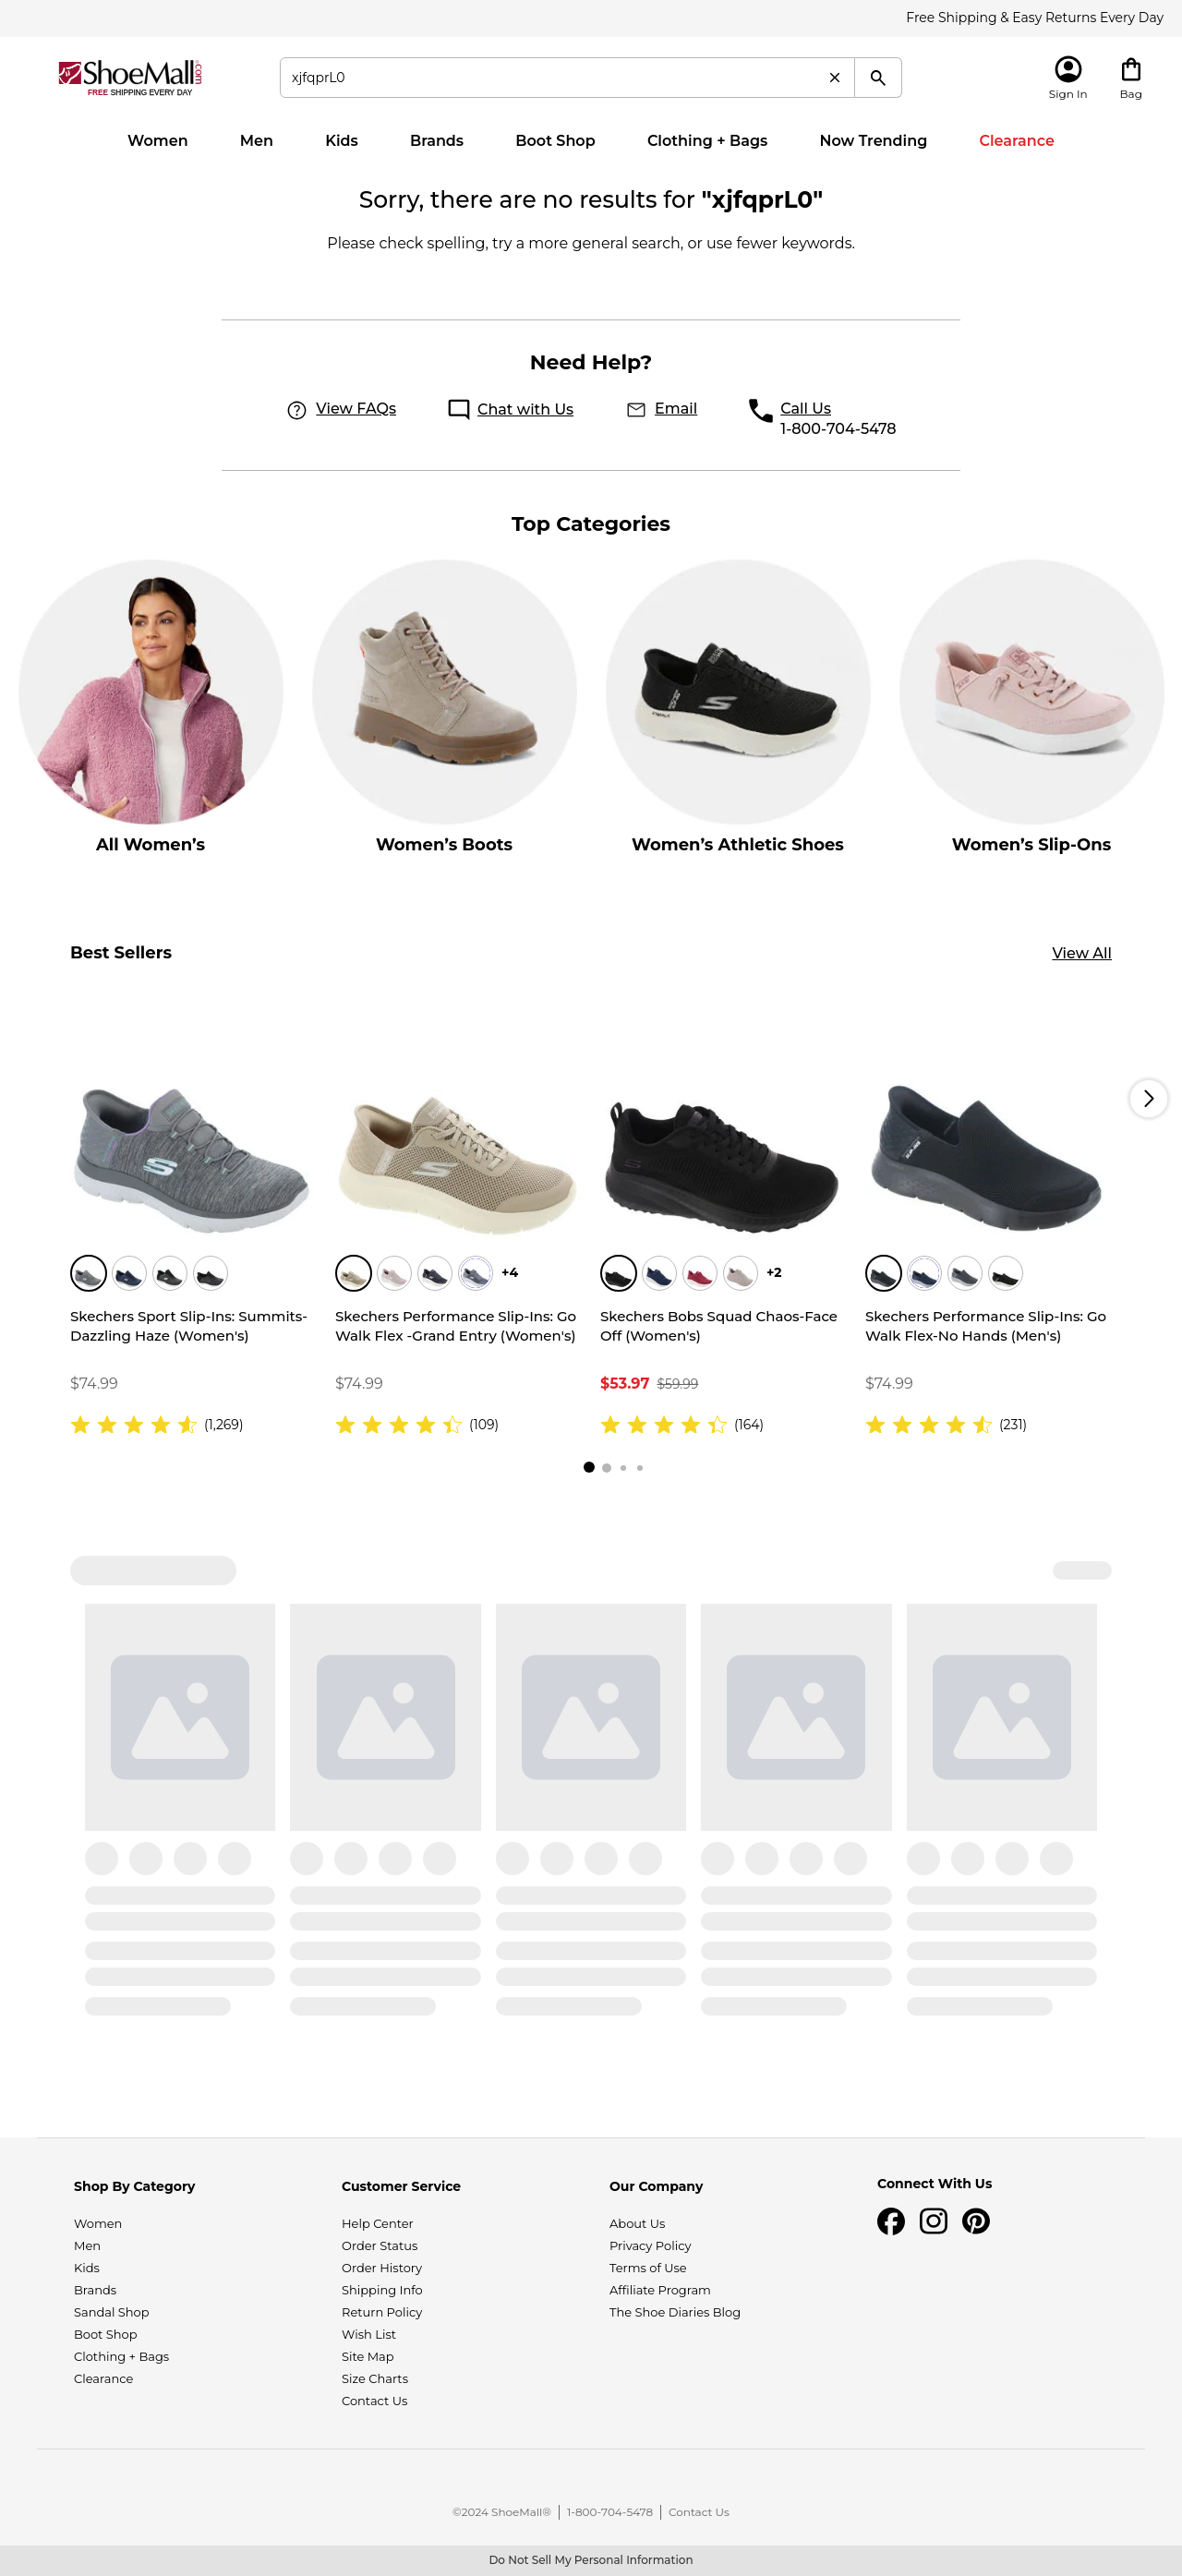 Free Shipping & Easy Returns Every Day
ShoeMall.com
FREE SHIPPING EVERY DAY
xjfqprL0
Sign In
Bag
Women Men Kids Brands Boot Shop Clothing + Bags Now Trending Clearance
Sorry, there are no results for "xjfqprL0"
Please check spelling, try a more general search, or use fewer keywords.
Need Help?
View FAQs
Chat with Us
Email
Call Us
1-800-704-5478
Top Categories
All Women’s
Women’s Boots
Women’s Athletic Shoes
Women’s Slip-Ons
Best Sellers
View All
+4
+2
Skechers Sport Slip-Ins: Summits-
Dazzling Haze (Women's)
$74.99
(1,269)
Skechers Performance Slip-Ins: Go
Walk Flex -Grand Entry (Women's)
$74.99
(109)
Skechers Bobs Squad Chaos-Face
Off (Women's)
$53.97 $59.99
(164)
Skechers Performance Slip-Ins: Go
Walk Flex-No Hands (Men's)
$74.99
(231)
Shop By Category
Women
Men
Kids
Brands
Sandal Shop
Boot Shop
Clothing + Bags
Clearance
Customer Service
Help Center
Order Status
Order History
Shipping Info
Return Policy
Wish List
Site Map
Size Charts
Contact Us
Our Company
About Us
Privacy Policy
Terms of Use
Affiliate Program
The Shoe Diaries Blog
Connect With Us
©2024 ShoeMall® | 1-800-704-5478 | Contact Us
Do Not Sell My Personal Information